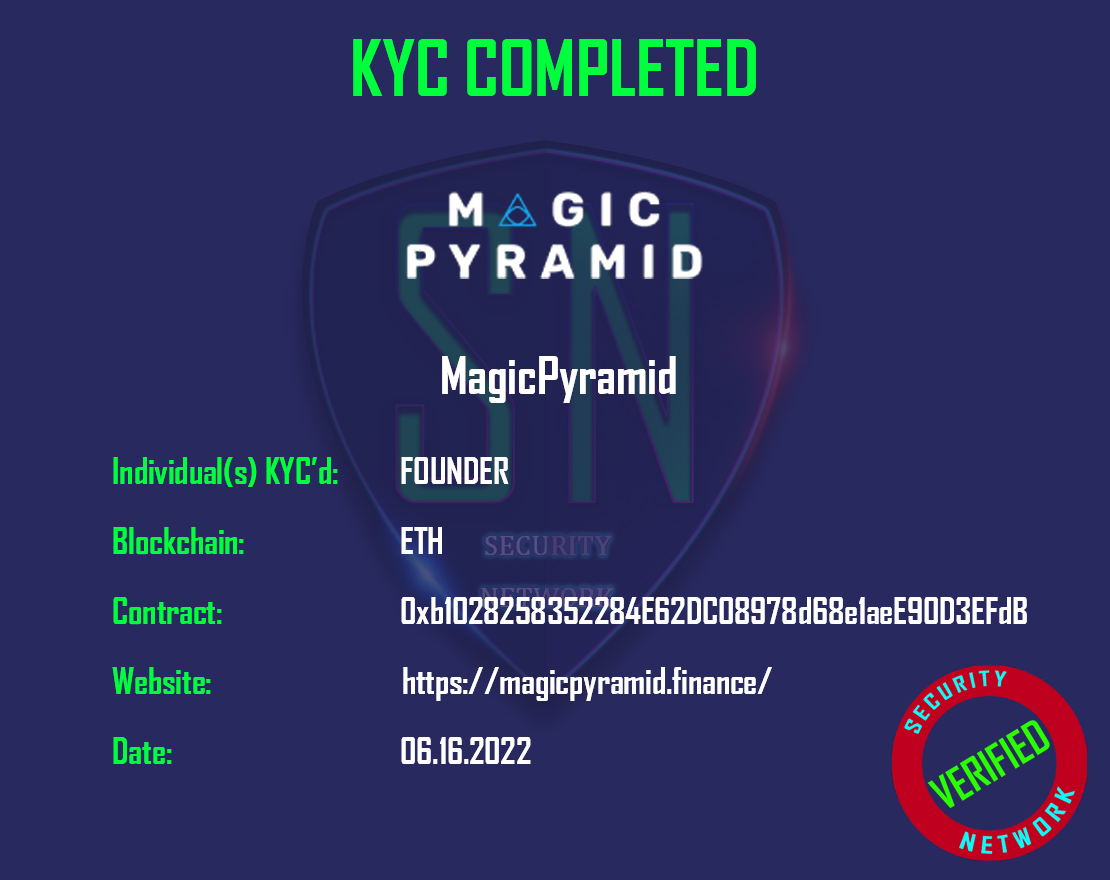 KYC COMPLETED
MAGIC
PYRAMID
MagicPyramid
Individual(s) KYC'd: FOUNDER
Blockchain: ETH
SECURITY
NETWORK
Contract: 0xb1028258352284E62DC08978d68e1aeE90D3EFdB
Website: https://magicpyramid.finance/
Date: 06.16.2022
SECURITY
VERIFIED
NETWORK
SN